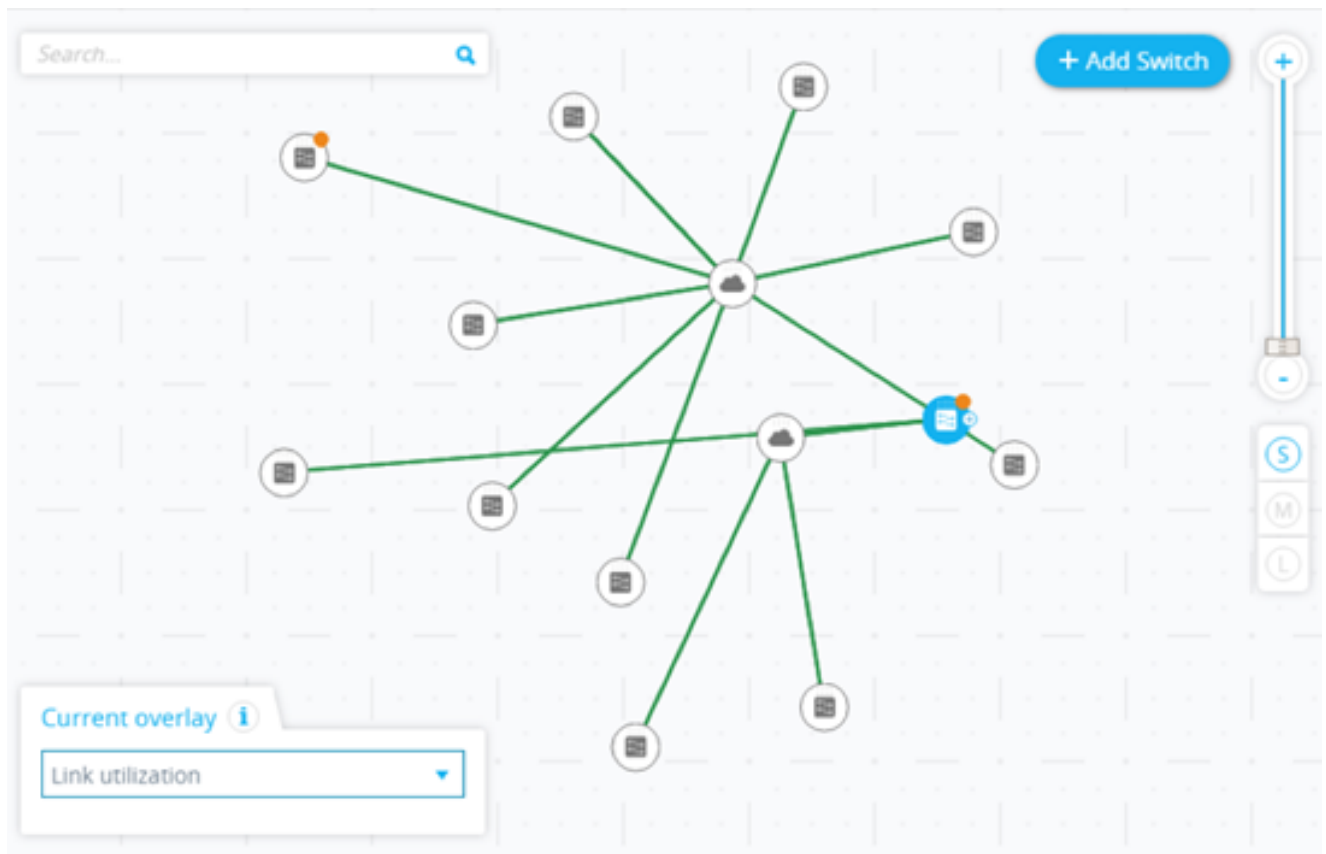 Search...
+ Add Switch
+
-
S
M
L
Current overlay i
Link utilization